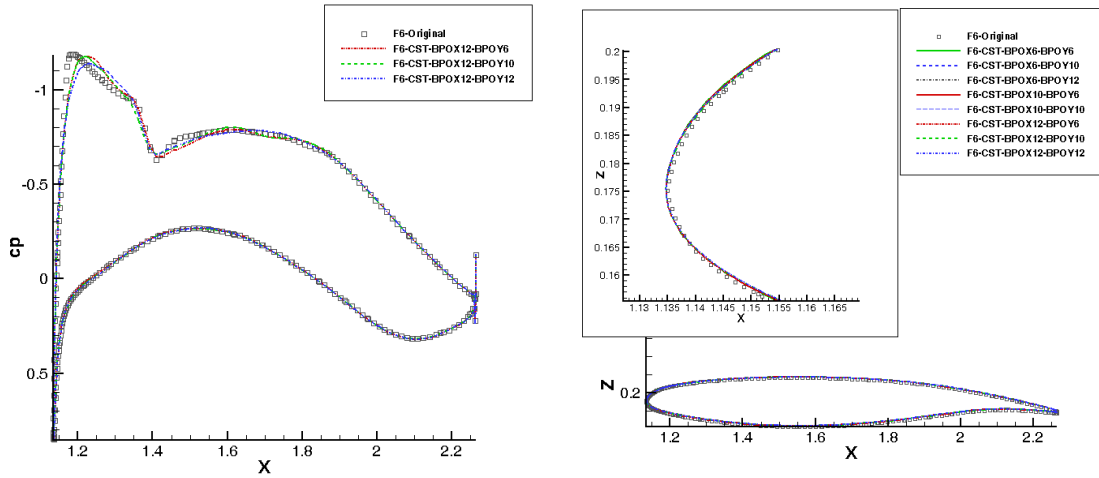 F6-Original
F6-CST-BPOX12-BPOY6
F6-CST-BPOX12-BPOY10
F6-CST-BPOX12-BPOY12
-1
-0.5
0
0.5
cp
1.2 1.4 1.6 1.8 2 2.2
X
F6-Original
F6-CST-BPOX6-BPOY6
F6-CST-BPOX6-BPOY10
F6-CST-BPOX6-BPOY12
F6-CST-BPOX10-BPOY6
F6-CST-BPOX10-BPOY10
F6-CST-BPOX12-BPOY6
F6-CST-BPOX12-BPOY10
F6-CST-BPOX12-BPOY12
0.2
0.195
0.19
0.185
0.18
0.175
0.17
0.165
0.16
Z
1.13 1.135 1.14 1.145 1.15 1.155 1.16 1.165
X
Z
0.2
1.2 1.4 1.6 1.8 2 2.2
X